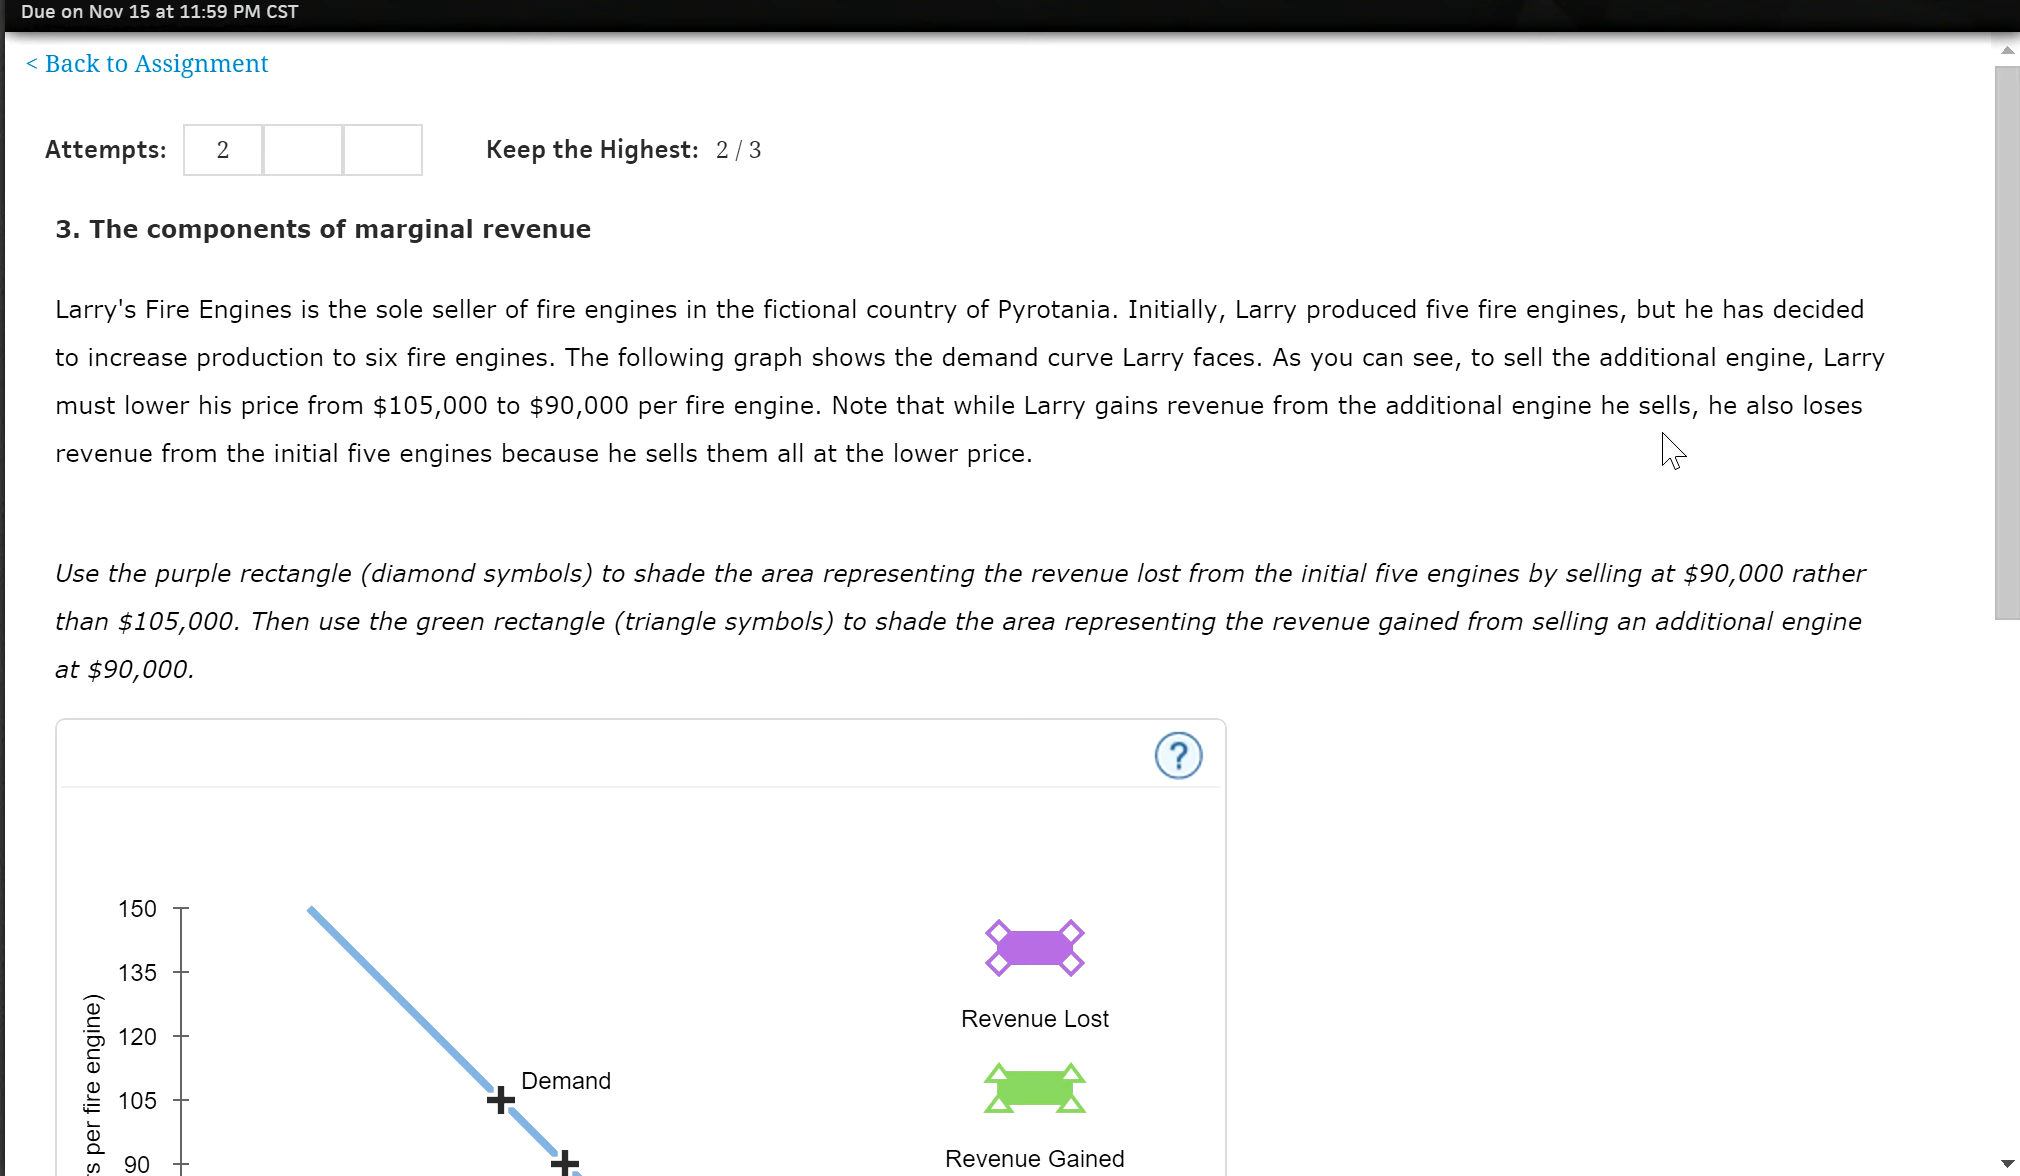 Due on Nov 15 at 11:59 PM CST
< Back to Assignment
Attempts: 2 Keep the Highest: 2 / 3
3. The components of marginal revenue
Larry's Fire Engines is the sole seller of fire engines in the fictional country of Pyrotania. Initially, Larry produced five fire engines, but he has decided
to increase production to six fire engines. The following graph shows the demand curve Larry faces. As you can see, to sell the additional engine, Larry
must lower his price from $105,000 to $90,000 per fire engine. Note that while Larry gains revenue from the additional engine he sells, he also loses
revenue from the initial five engines because he sells them all at the lower price.
Use the purple rectangle (diamond symbols) to shade the area representing the revenue lost from the initial five engines by selling at $90,000 rather
than $105,000. Then use the green rectangle (triangle symbols) to shade the area representing the revenue gained from selling an additional engine
at $90,000.
?
150
135
120
105
90
s per fire engine)
Demand
Revenue Lost
Revenue Gained